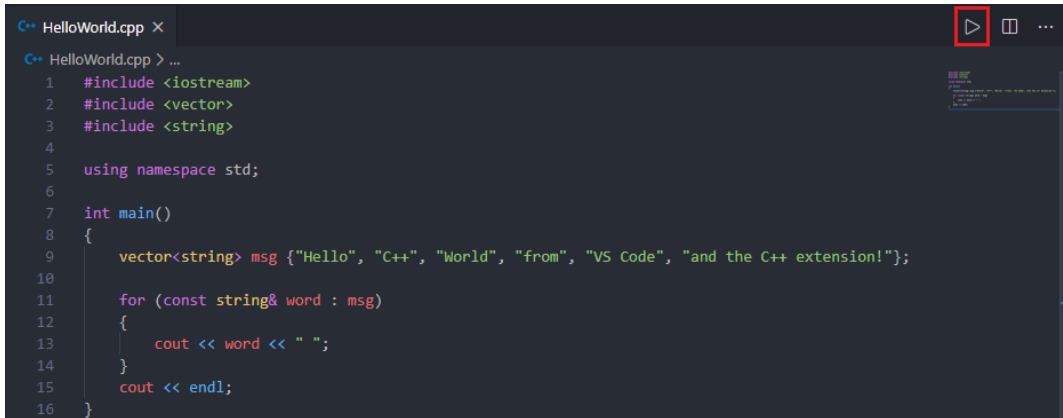 C++ HelloWorld.cpp ×
C++ HelloWorld.cpp > ...
1 #include <iostream>
2 #include <vector>
3 #include <string>
4
5 using namespace std;
6
7 int main()
8 {
9 vector<string> msg {"Hello", "C++", "World", "from", "VS Code", "and the C++ extension!"};
10
11 for (const string& word : msg)
12 {
13 cout << word << " ";
14 }
15 cout << endl;
16 }